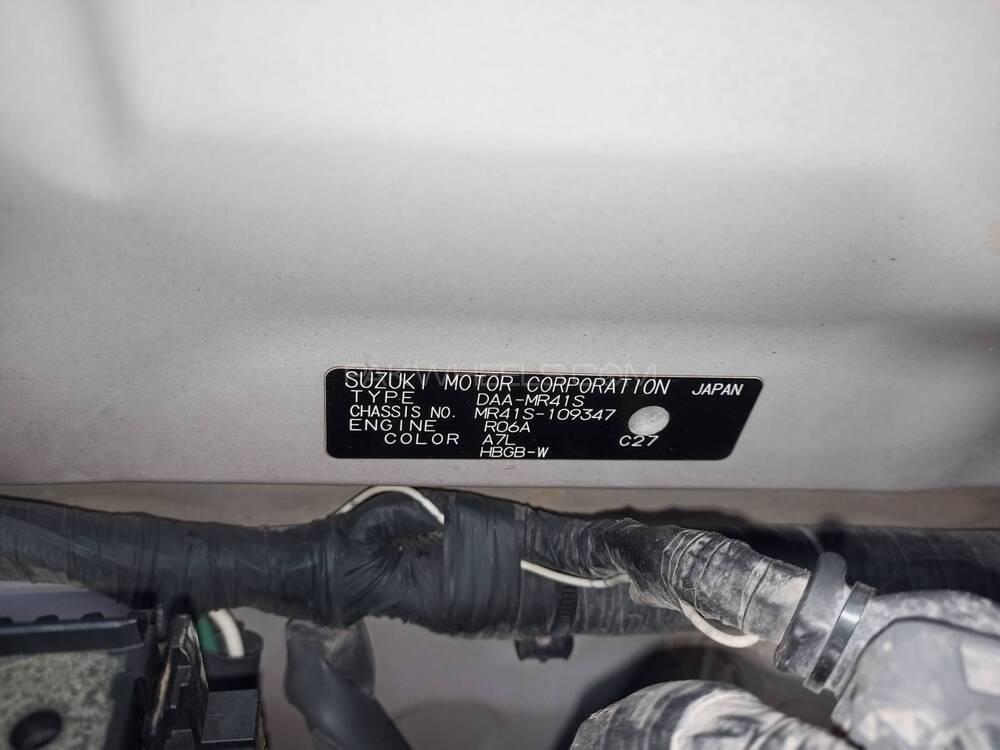 SUZUKI MOTOR CORPORATION JAPAN
TYPE DAA-MR41S
CHASSIS NO. MR41S-109347
ENGINE R06A
COLOR A7L C27
HBGB-W